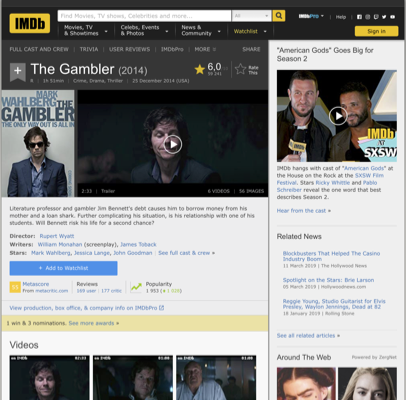 IMDb
Find Movies, TV shows, Celebrities and more...
All
IMDbPro
Help
Movies, TV
& Showtimes
Celebs, Events
& Photos
News &
Community
Watchlist
Sign in
FULL CAST AND CREW | TRIVIA | USER REVIEWS | IMDbPro | MORE
SHARE
The Gambler (2014)
6,0
Rate
This
1h 51min | Crime, Drama, Thriller | 25 December 2014 (USA)
MARK
WAHLBERG
THE
GAMBLER
THE ONLY WAY OUT IS ALL IN
2:33 | Trailer
6 VIDEOS | 56 IMAGES
Literature professor and gambler Jim Bennett's debt causes him to borrow money from his
mother and a loan shark. Further complicating his situation, is his relationship with one of his
students. Will Bennett risk his life for a second chance?
Director: Rupert Wyatt
Writers: William Monahan (screenplay), James Toback
Stars: Mark Wahlberg, Jessica Lange, John Goodman | See full cast & crew »
+ Add to Watchlist
Metascore
From metacritic.com
Reviews
169 user | 177 critic
Popularity
1 953
View production, box office, & company info on IMDbPro
1 win & 3 nominations. See more awards »
Videos
"American Gods" Goes Big for
Season 2
IMDb
AT
SXSW
IMDb hangs with cast of "American Gods" at
the House on the Rock at the SXSW Film
Festival. Stars Ricky Whittle and Pablo
Schreiber reveal the one word that best
describes Season 2.
Hear from the cast »
Related News
Blockbusters That Helped The Casino
Industry Boom
11 March 2019 | The Hollywood News
Spotlight on the Stars: Brie Larson
05 March 2019 | Hollywoodnews.com
Reggie Young, Studio Guitarist for Elvis
Presley, Waylon Jennings, Dead at 82
18 January 2019 | Rolling Stone
See all related articles »
Around The Web
Powered by ZergNet